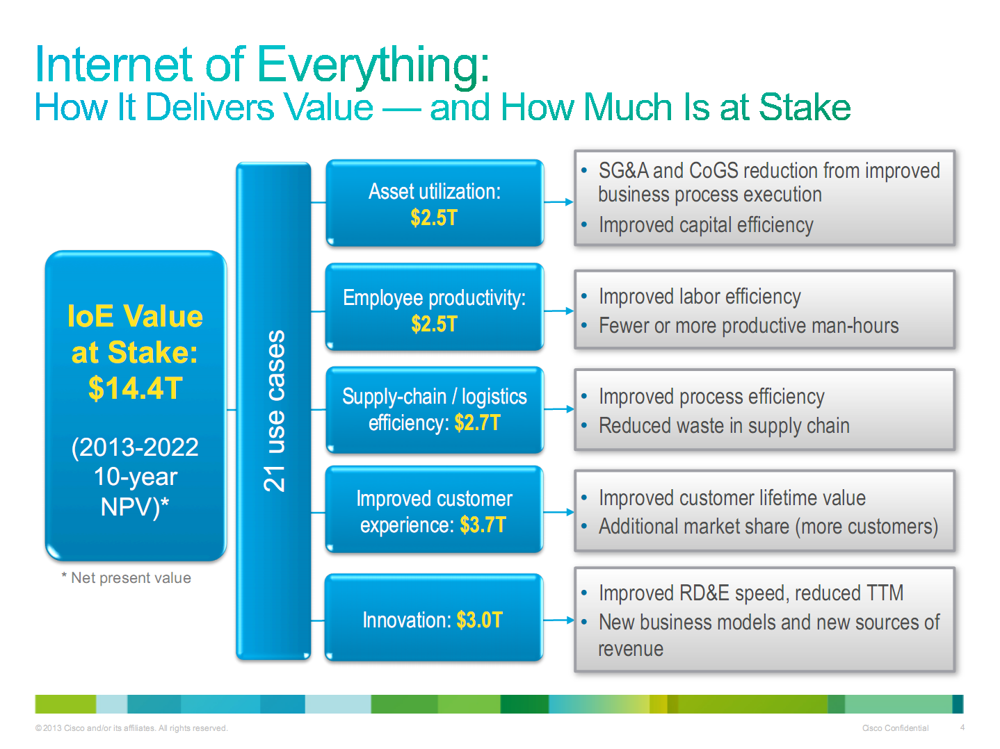 Internet of Everything:
How It Delivers Value — and How Much Is at Stake
IoE Value
at Stake:
$14.4T
(2013-2022
10-year
NPV)*
* Net present value
21 use cases
Asset utilization:
$2.5T
• SG&A and CoGS reduction from improved
business process execution
• Improved capital efficiency
Employee productivity:
$2.5T
• Improved labor efficiency
• Fewer or more productive man-hours
Supply-chain / logistics
efficiency: $2.7T
• Improved process efficiency
• Reduced waste in supply chain
Improved customer
experience: $3.7T
• Improved customer lifetime value
• Additional market share (more customers)
Innovation: $3.0T
• Improved RD&E speed, reduced TTM
• New business models and new sources of
revenue
© 2013 Cisco and/or its affiliates. All rights reserved.
Cisco Confidential
4